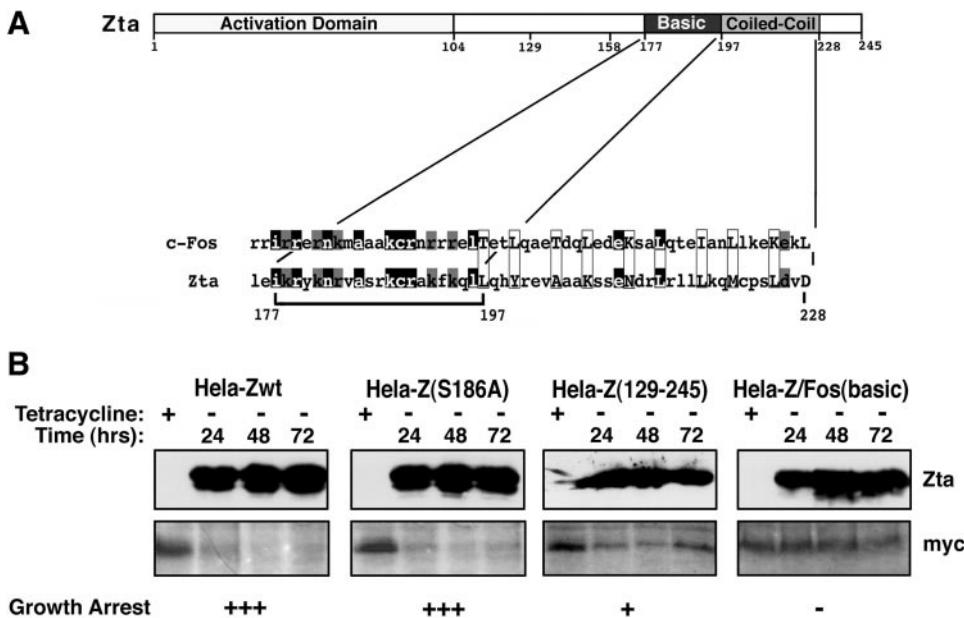 A
Zta
Activation Domain Basic Coiled-Coil
1 104 129 158 177 197 228 245
c-Fos rrirrernkmaaakcrnrrrelTetLqaeTdqLedeKsaLqteIanLlkeKekL
Zta leikryknrvasrkcrakfkqlLqhYrevAaaKsseNdrLrllLkqMcpsLdvD
177 197 228
B
Hela-Zwt Hela-Z(S186A) Hela-Z(129-245) Hela-Z/Fos(basic)
Tetracycline: + - - - + - - - + - - - + - - -
Time (hrs): 24 48 72 24 48 72 24 48 72 24 48 72
Zta
myc
Growth Arrest +++ +++ + -